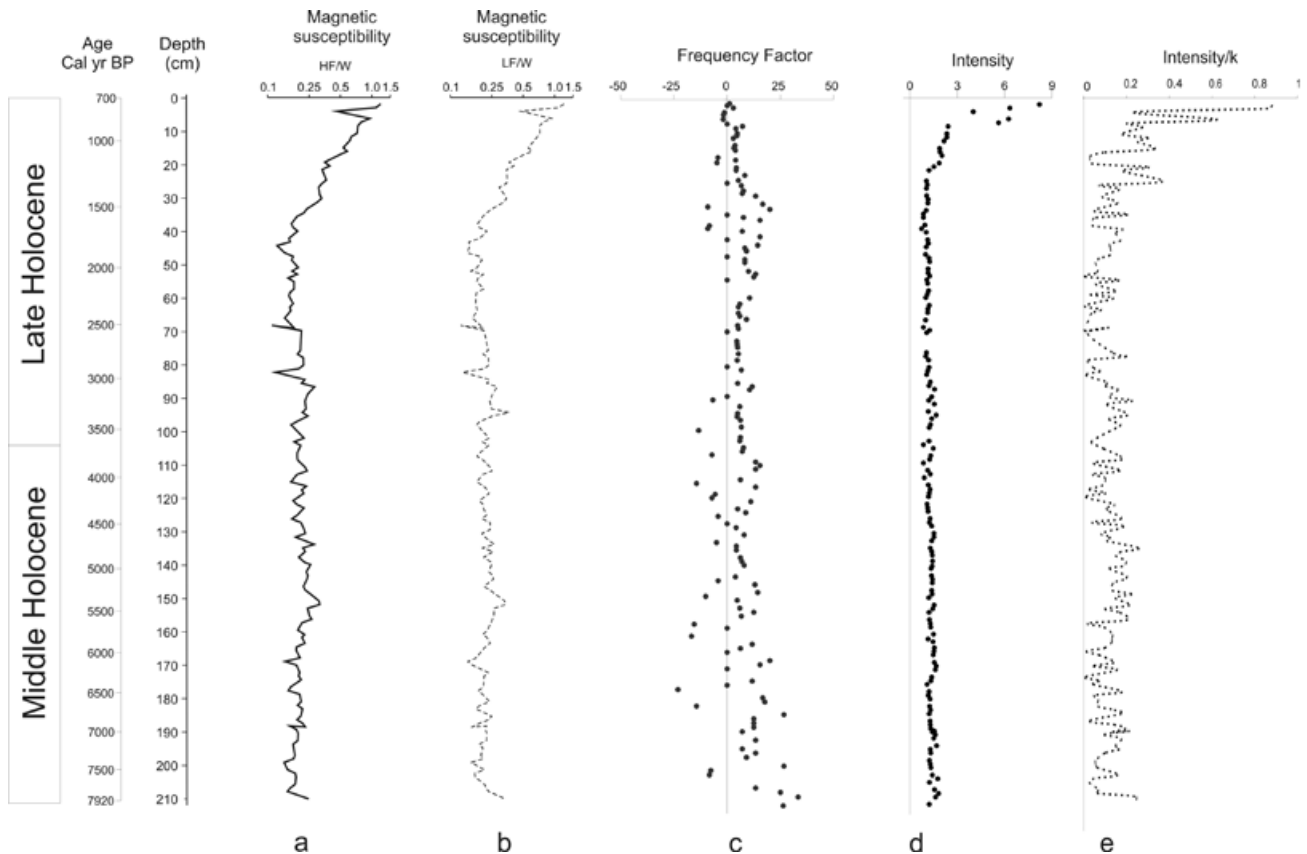 Magnetic susceptibility
Magnetic susceptibility
Age
Cal yr BP
Depth
(cm)
HF/W
LF/W
Frequency Factor
Intensity
Intensity/k
0.1 0.25 0.5 1.0 1.5
0.1 0.25 0.5 1.0 1.5
-50 -25 0 25 50
0 3 6 9
0 0.2 0.4 0.6 0.8 1
Late Holocene
Middle Holocene
700
1000
1500
2000
2500
3000
3500
4000
4500
5000
5500
6000
6500
7000
7500
7920
0
10
20
30
40
50
60
70
80
90
100
110
120
130
140
150
160
170
180
190
200
210
a
b
c
d
e